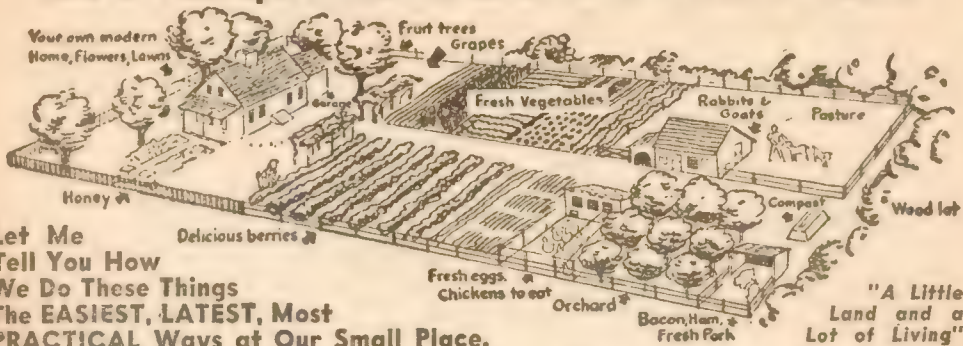 Your own modern
Home, Flowers, Lawns
Fruit trees
Grapes
Garage
Fresh Vegetables
Rabbits &
Goats
Pasture
Honey
Delicious berries
Compost
Wood lot
Fresh eggs.
Chickens to eat
Orchard
Bacon, Ham,
Fresh Pork
Let Me
Tell You How
We Do These Things
The EASIEST, LATEST, Most
PRACTICAL Ways at Our Small Place.
"A Little
Land and a
Lot of Living"